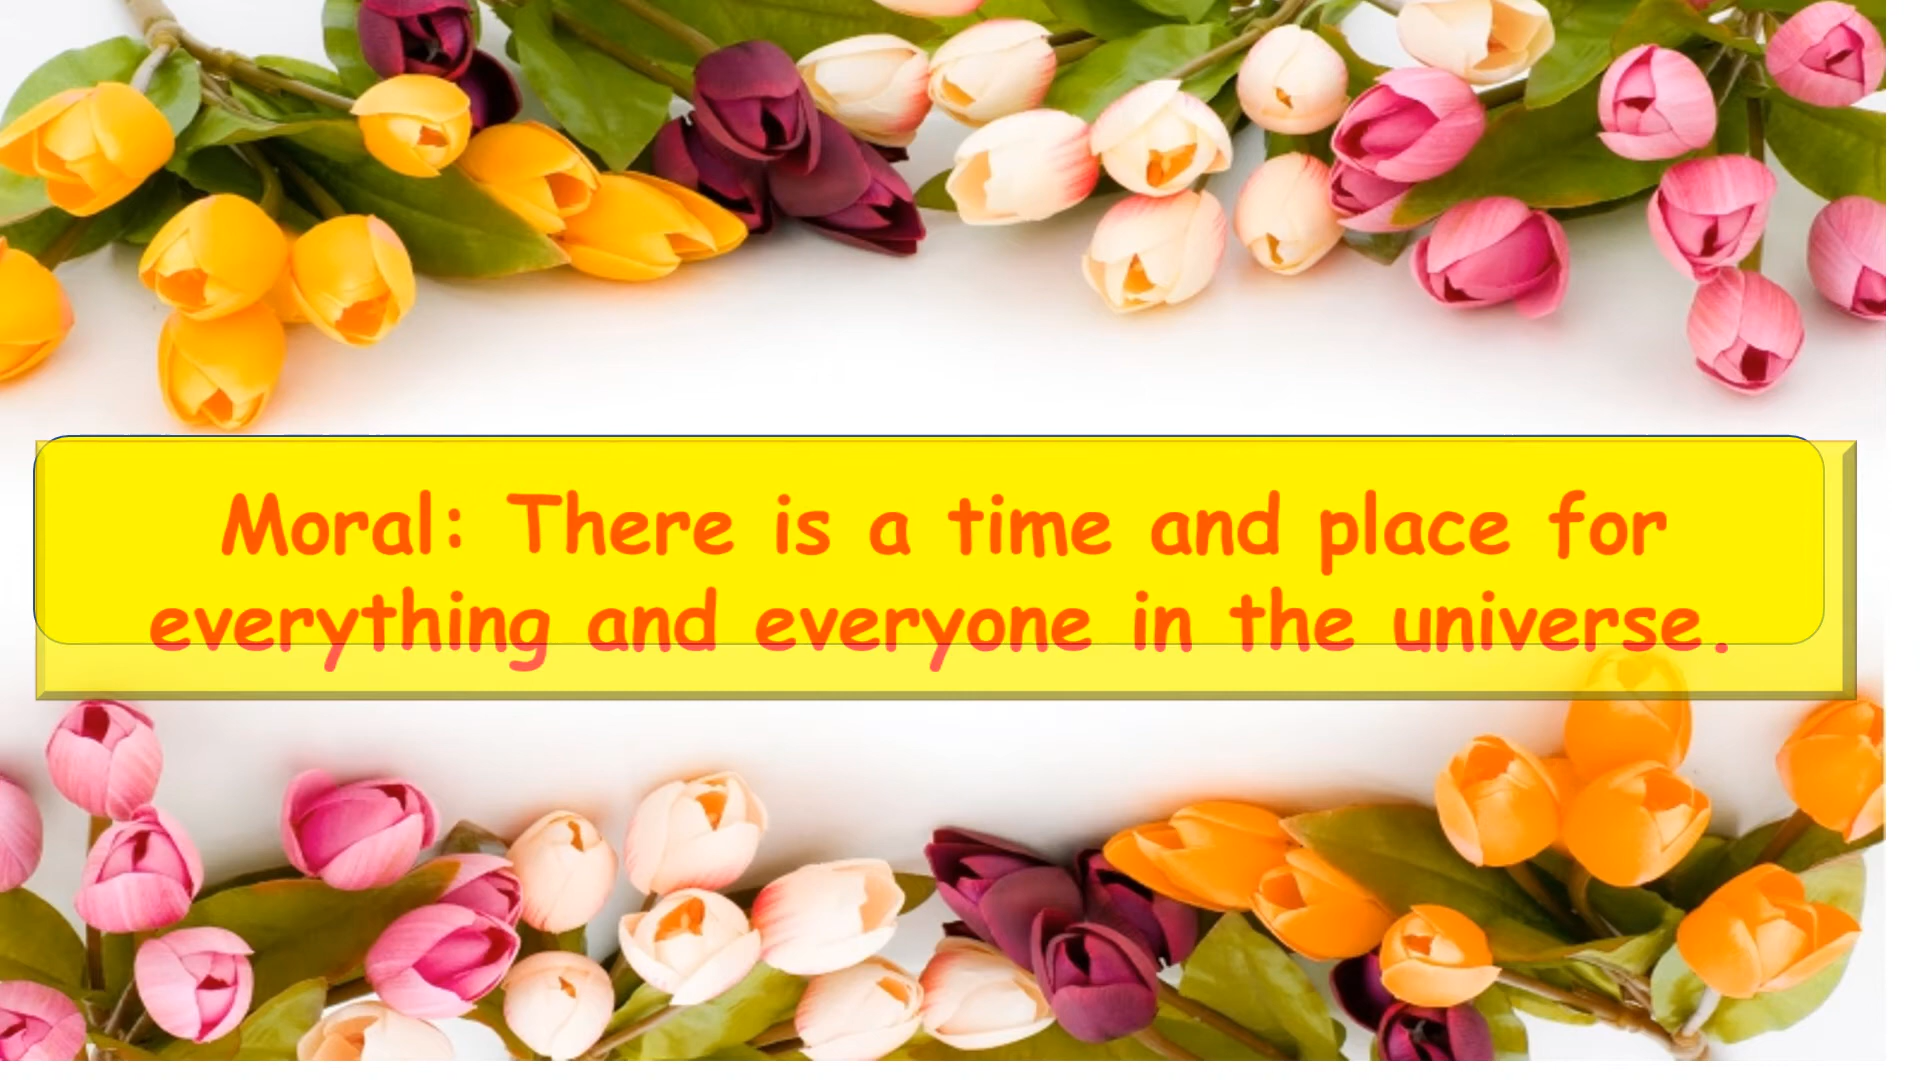 Moral: There is a time and place for
everything and everyone in the universe.